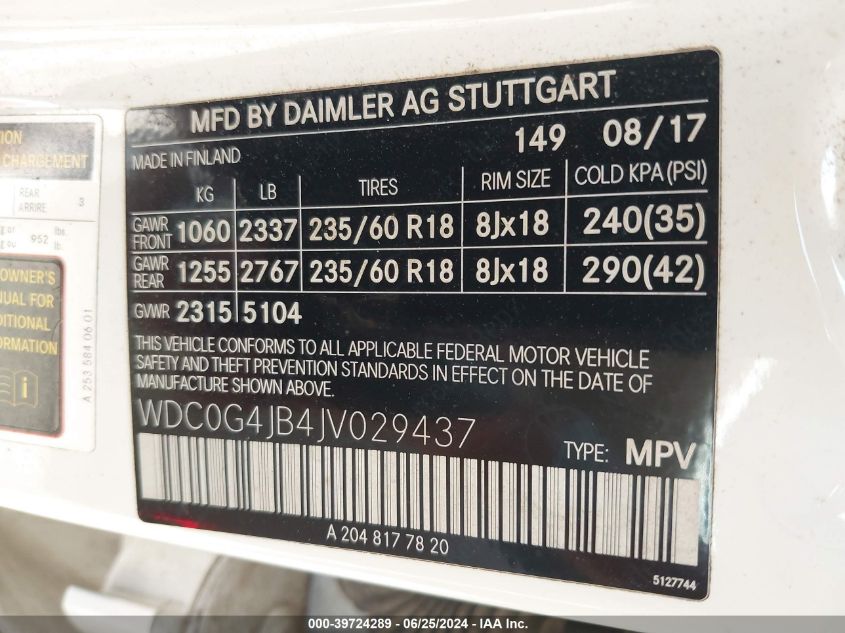 MFD BY DAIMLER AG STUTTGART
149 08/17
MADE IN FINLAND
KG LB TIRES RIM SIZE COLD KPA (PSI)
GAWR FRONT 1060 2337 235/60 R18 8Jx18 240(35)
GAWR REAR 1255 2767 235/60 R18 8Jx18 290(42)
GVWR 2315 5104
THIS VEHICLE CONFORMS TO ALL APPLICABLE FEDERAL MOTOR VEHICLE
SAFETY AND THEFT PREVENTION STANDARDS IN EFFECT ON THE DATE OF
MANUFACTURE SHOWN ABOVE.
WDC0G4JB4JV029437
TYPE: MPV
A 204 817 78 20
5127744
CHARGEMENT
REAR
ARRIRE 3
952 lbs.
lb.
OWNER'S
FOR
A 253 584 06 01
000-39724289 - 06/25/2024 - IAA, Inc.